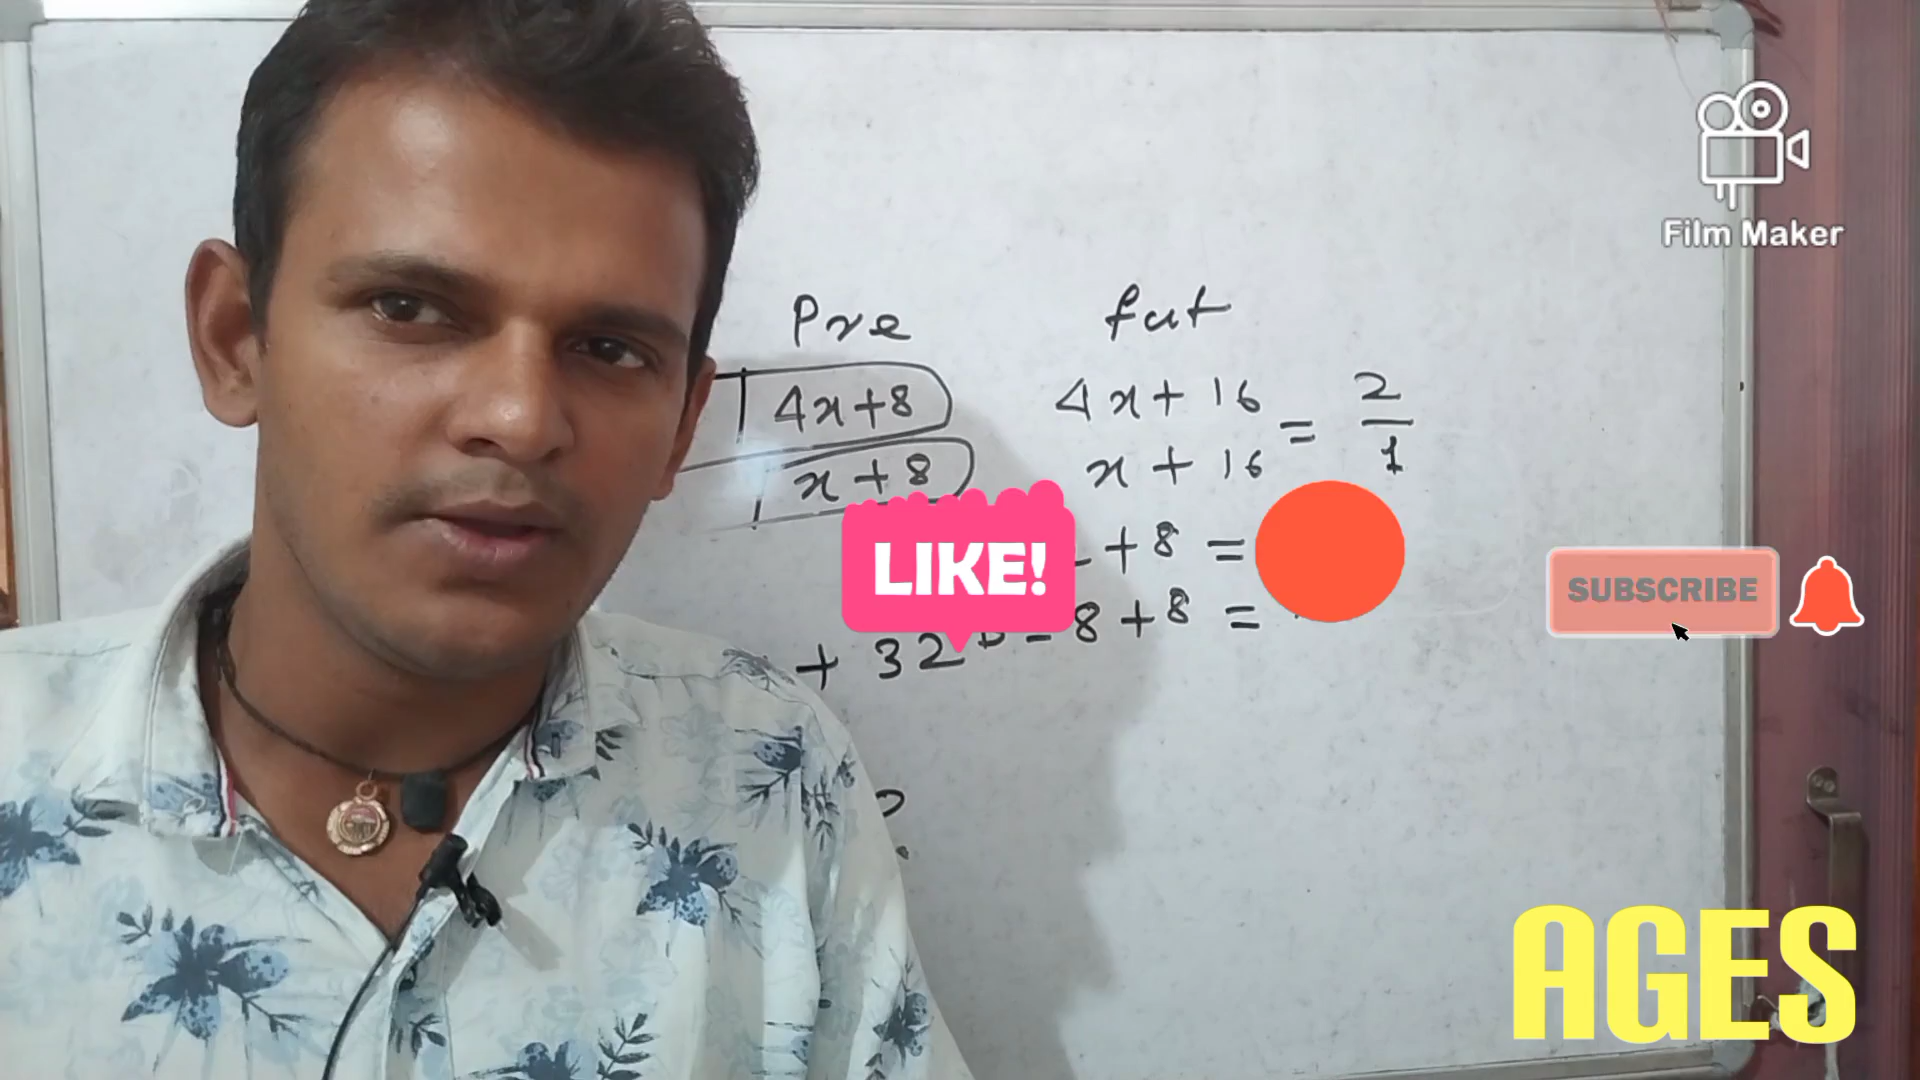 Film Maker
Pre fut
4x+8 4x+16 = 2/1
x+8 x+16
LIKE!
+8 =
SUBSCRIBE
+ 32 - 8 + 8 =
AGES